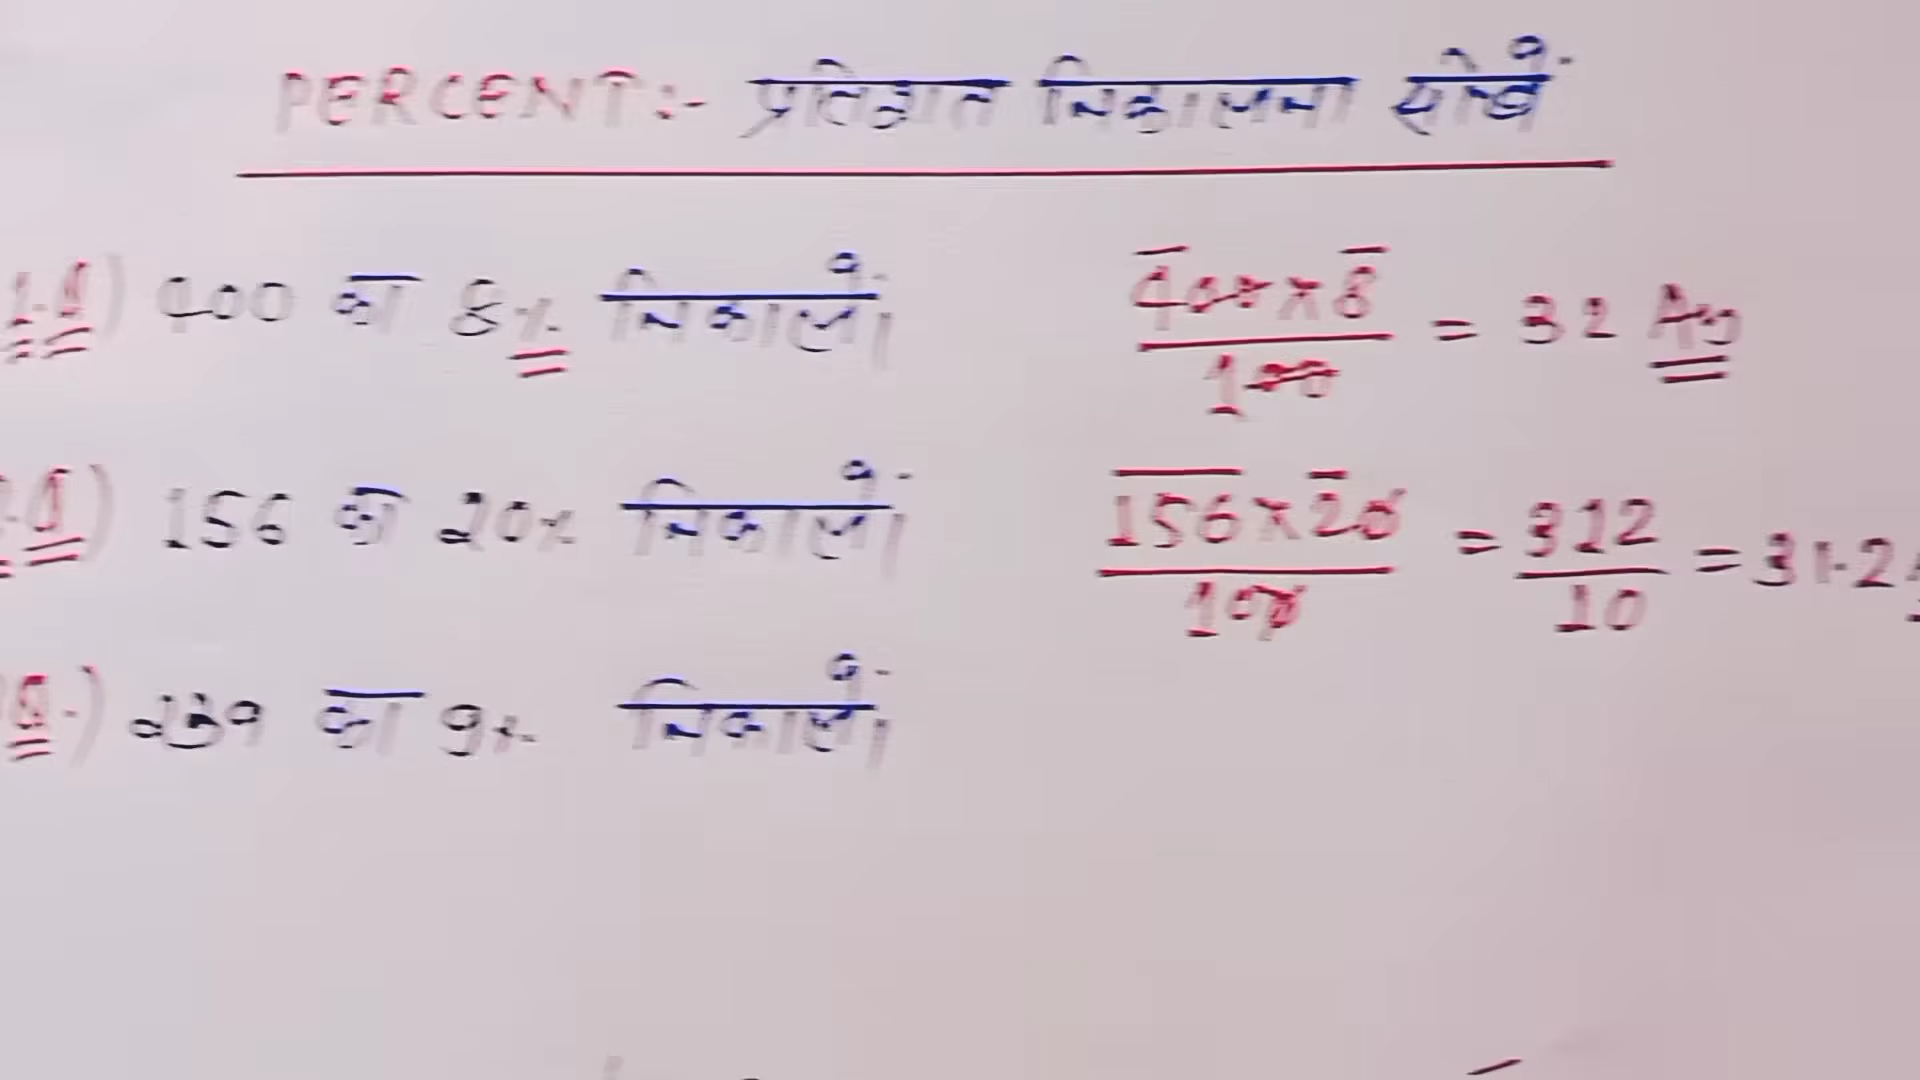 PERCENT:- प्रतिशत निकालना सीखें
1.Q) 400 का 8% निकालें। 400×8/100 = 32 Ans
2.Q) 156 का 20% निकालें। 156×20/100 = 312/10 = 31.2
Q.) 239 का 9% निकालें।